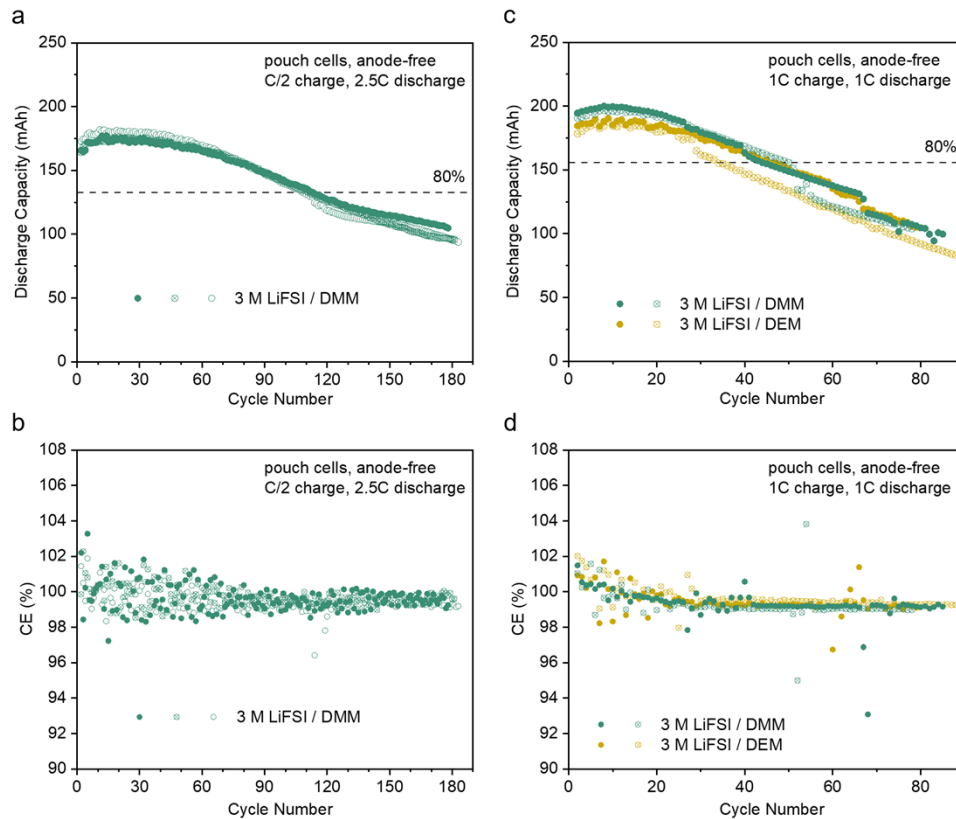 a
250
200
150
100
50
0
Discharge Capacity (mAh)
pouch cells, anode-free
C/2 charge, 2.5C discharge
80%
3 M LiFSI / DMM
0 30 60 90 120 150 180
Cycle Number
c
250
200
150
100
50
0
Discharge Capacity (mAh)
pouch cells, anode-free
1C charge, 1C discharge
80%
3 M LiFSI / DMM
3 M LiFSI / DEM
0 20 40 60 80
Cycle Number
b
108
106
104
102
100
98
96
94
92
90
CE (%)
pouch cells, anode-free
C/2 charge, 2.5C discharge
3 M LiFSI / DMM
0 30 60 90 120 150 180
Cycle Number
d
108
106
104
102
100
98
96
94
92
90
CE (%)
pouch cells, anode-free
1C charge, 1C discharge
3 M LiFSI / DMM
3 M LiFSI / DEM
0 20 40 60 80
Cycle Number